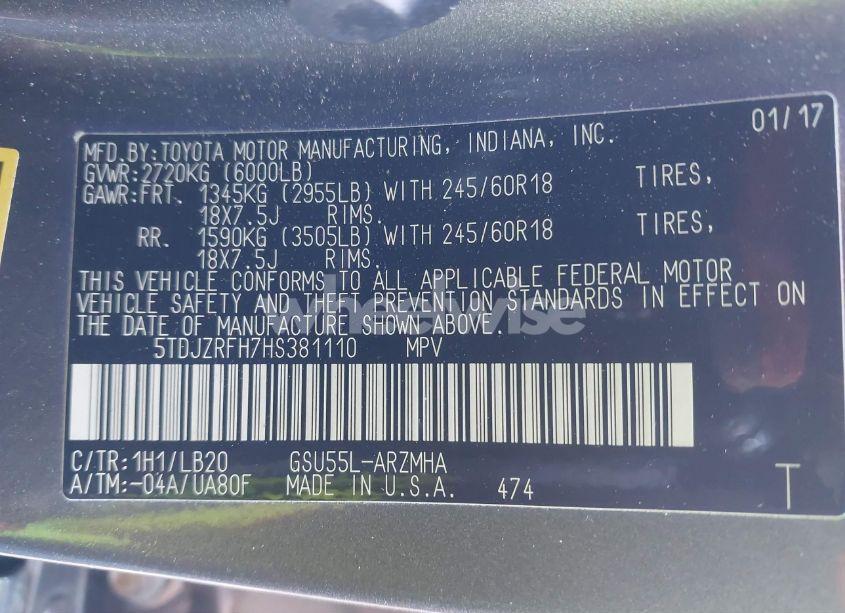 01/17
MFD.BY:TOYOTA MOTOR MANUFACTURING, INDIANA, INC.
GVWR:2720KG (6000LB)
GAWR:FRT. 1345KG (2955LB) WITH 245/60R18 TIRES,
18X7.5J RIMS.
RR. 1590KG (3505LB) WITH 245/60R18 TIRES,
18X7.5J RIMS.
THIS VEHICLE CONFORMS TO ALL APPLICABLE FEDERAL MOTOR
VEHICLE SAFETY AND THEFT PREVENTION STANDARDS IN EFFECT ON
THE DATE OF MANUFACTURE SHOWN ABOVE.
wheelwise
5TDJZRFH7HS381110 MPV
C/TR:1H1/LB20 GSU55L-ARZMHA
A/TM:-04A/UA80F MADE IN U.S.A. 474 T